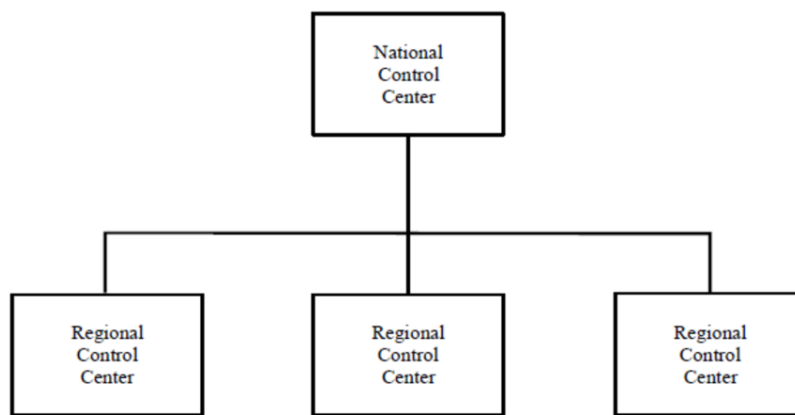 National
Control
Center
Regional
Control
Center
Regional
Control
Center
Regional
Control
Center